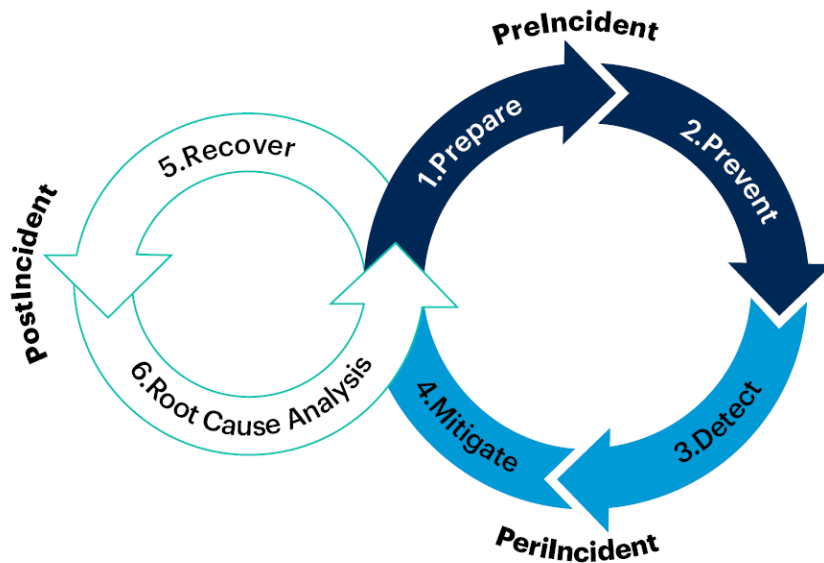 PreIncident
1.Prepare
2.Prevent
3.Detect
4.Mitigate
PeriIncident
5.Recover
6.Root Cause Analysis
PostIncident